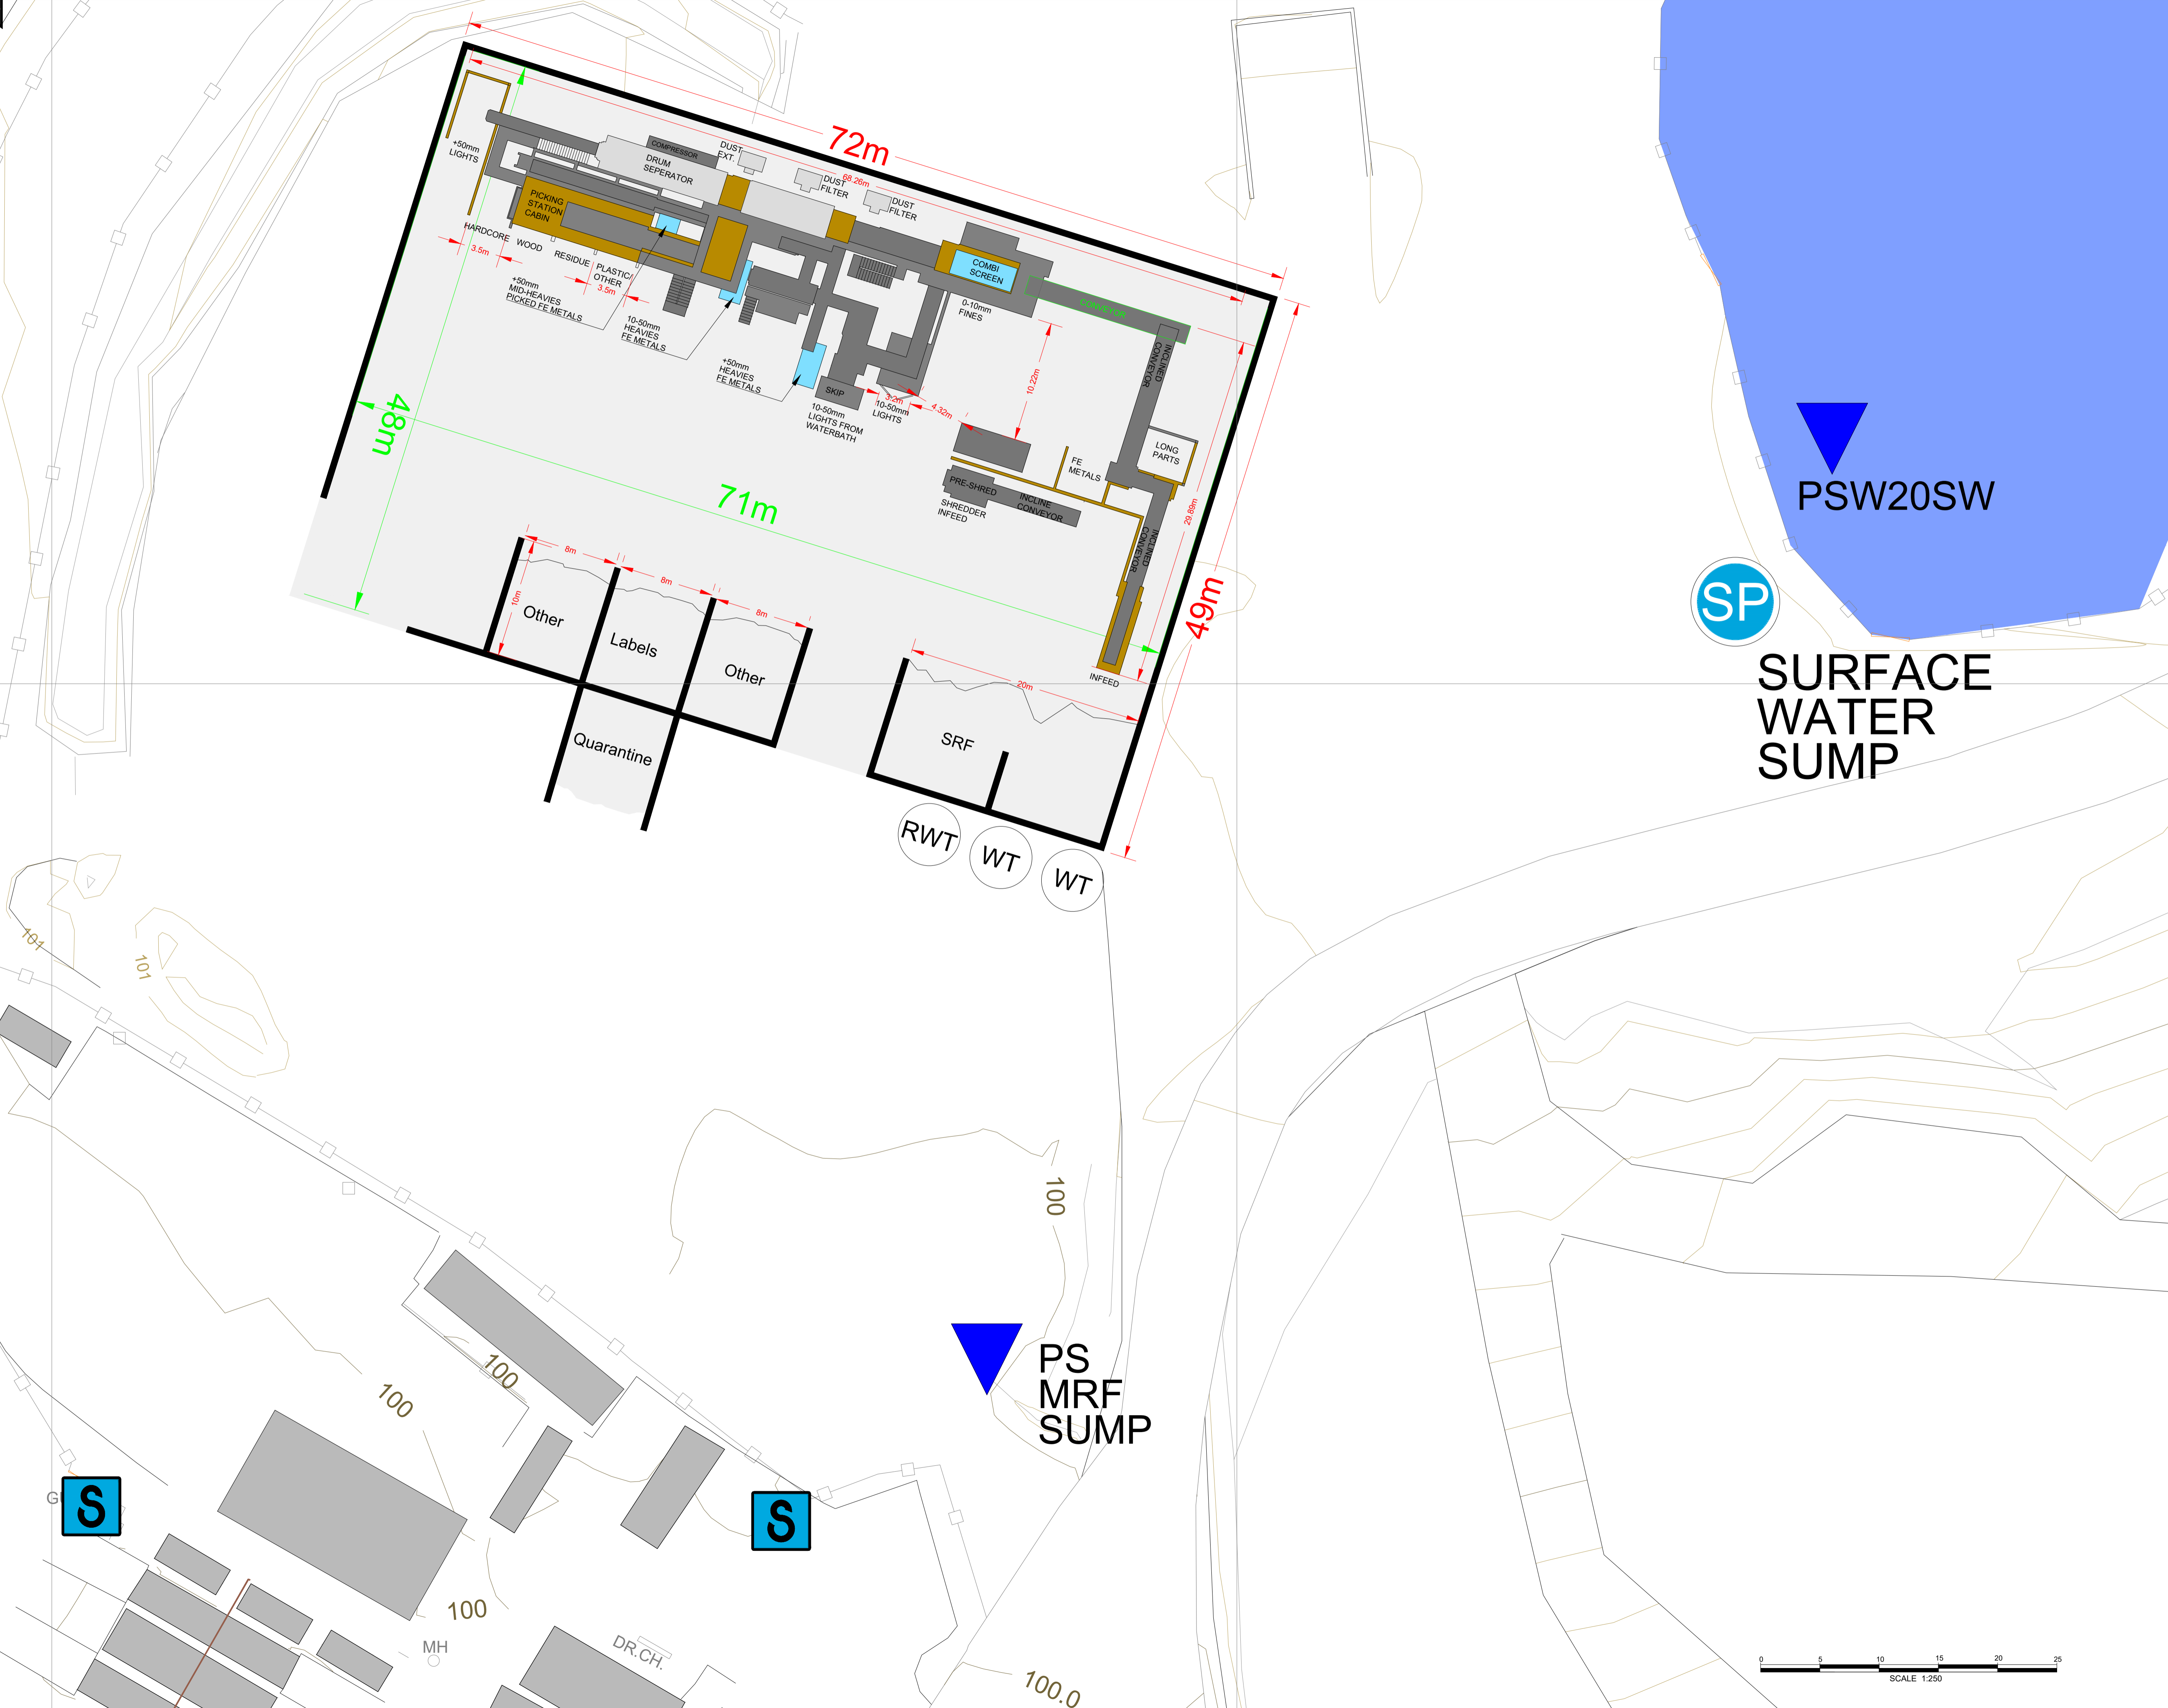 72m
68.26m
+50mm
LIGHTS
COMPRESSOR
DRUM
SEPERATOR
DUST
EXT.
DUST
FILTER
DUST
FILTER
PICKING
STATION
CABIN
HARDCORE
WOOD
RESIDUE
PLASTIC/
OTHER
3.5m
3.5m
+50mm
MID-HEAVIES
PICKED FE METALS
10-50mm
HEAVIES
FE METALS
+50mm
HEAVIES
FE METALS
COMBI
SCREEN
0-10mm
FINES
CONVEYOR
INCLINED
CONVEYOR
10.22m
SKIP
10-50mm
LIGHTS FROM
WATERBATH
3.2m
10-50mm
LIGHTS
4.32m
LONG
PARTS
FE
METALS
PRE-SHRED
INCLINE
CONVEYOR
SHREDDER
INFEED
29.89m
INCLINED
CONVEYOR
INFEED
48m
71m
49m
8m
8m
8m
10m
20m
Other
Labels
Other
Quarantine
SRF
RWT
WT
WT
PSW20SW
SP
SURFACE
WATER
SUMP
101
101
100
PS
MRF
SUMP
100
100
S
S
100
MH
DR.CH.
100.0
0 5 10 15 20 25
SCALE 1:250